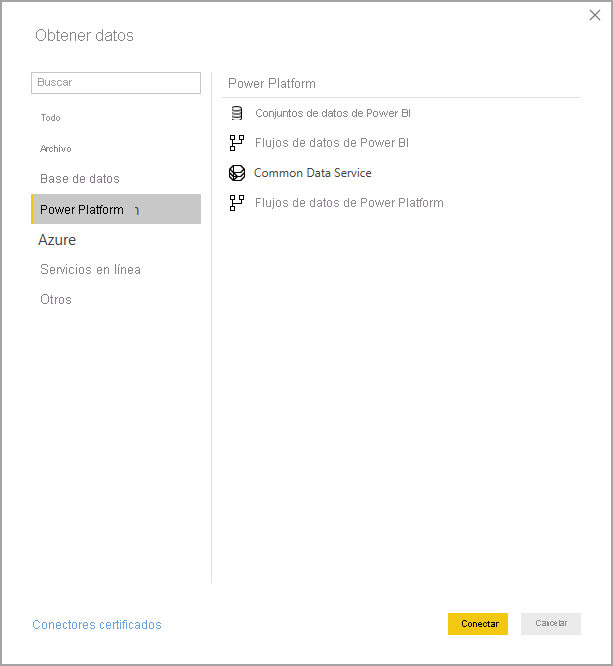 Obtener datos
Buscar
Todo
Archivo
Base de datos
Power Platform
Azure
Servicios en línea
Otros
Power Platform
Conjuntos de datos de Power BI
Flujos de datos de Power BI
Common Data Service
Flujos de datos de Power Platform
Conectores certificados
Conectar
Cancelar